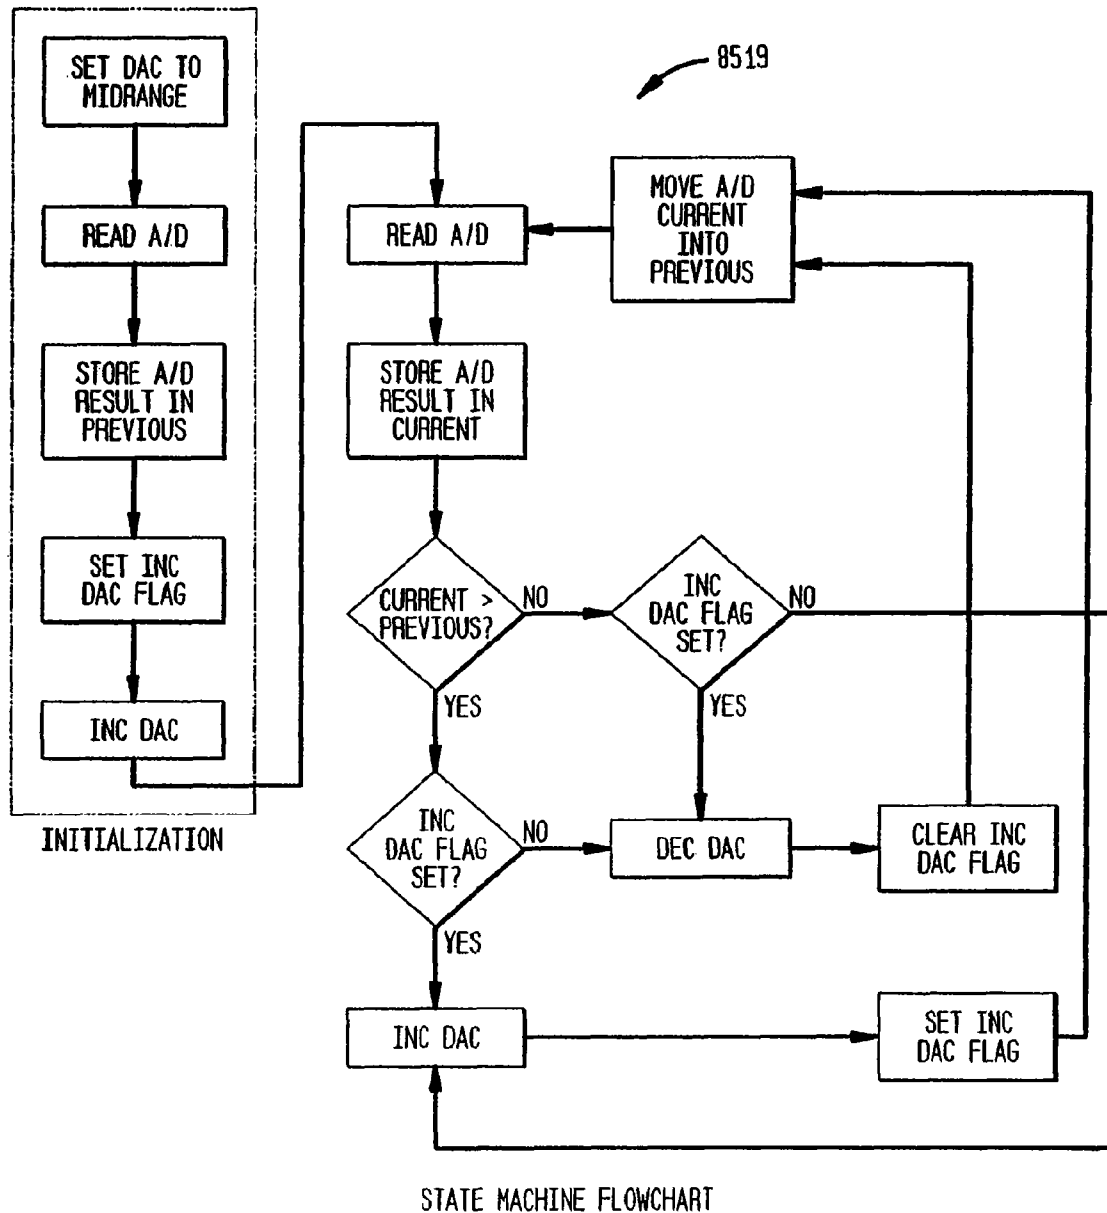 SET DAC TO
MIDRANGE
READ A/D
STORE A/D
RESULT IN
PREVIOUS
SET INC
DAC FLAG
INC DAC
INITIALIZATION
8519
READ A/D
MOVE A/D
CURRENT
INTO
PREVIOUS
STORE A/D
RESULT IN
CURRENT
CURRENT >
PREVIOUS?
NO
YES
INC
DAC FLAG
SET?
NO
YES
INC
DAC FLAG
SET?
NO
YES
DEC DAC
CLEAR INC
DAC FLAG
INC DAC
SET INC
DAC FLAG
STATE MACHINE FLOWCHART